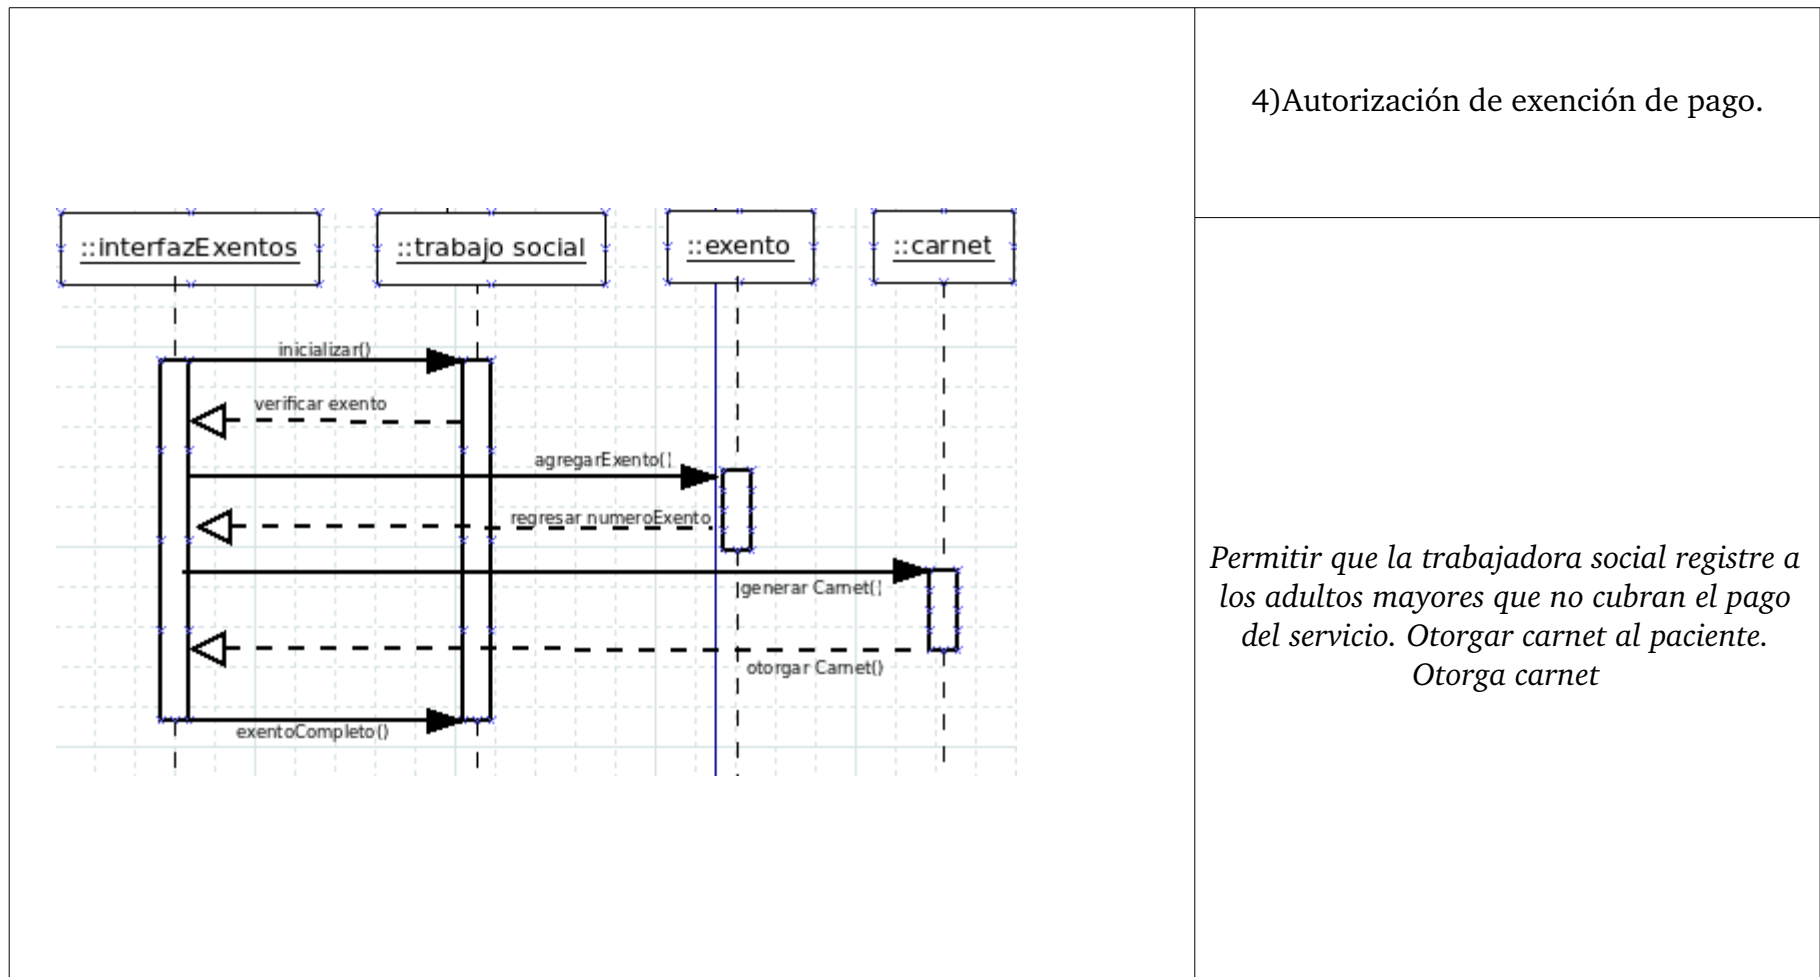 4)Autorización de exención de pago.
::interfazExentos
::trabajo social
::exento
::carnet
inicializar()
verificar exento
agregarExento()
regresar numeroExento
generar Carnet()
otorgar Carnet()
exentoCompleto()
Permitir que la trabajadora social registre a
los adultos mayores que no cubran el pago
del servicio. Otorgar carnet al paciente.
Otorga carnet